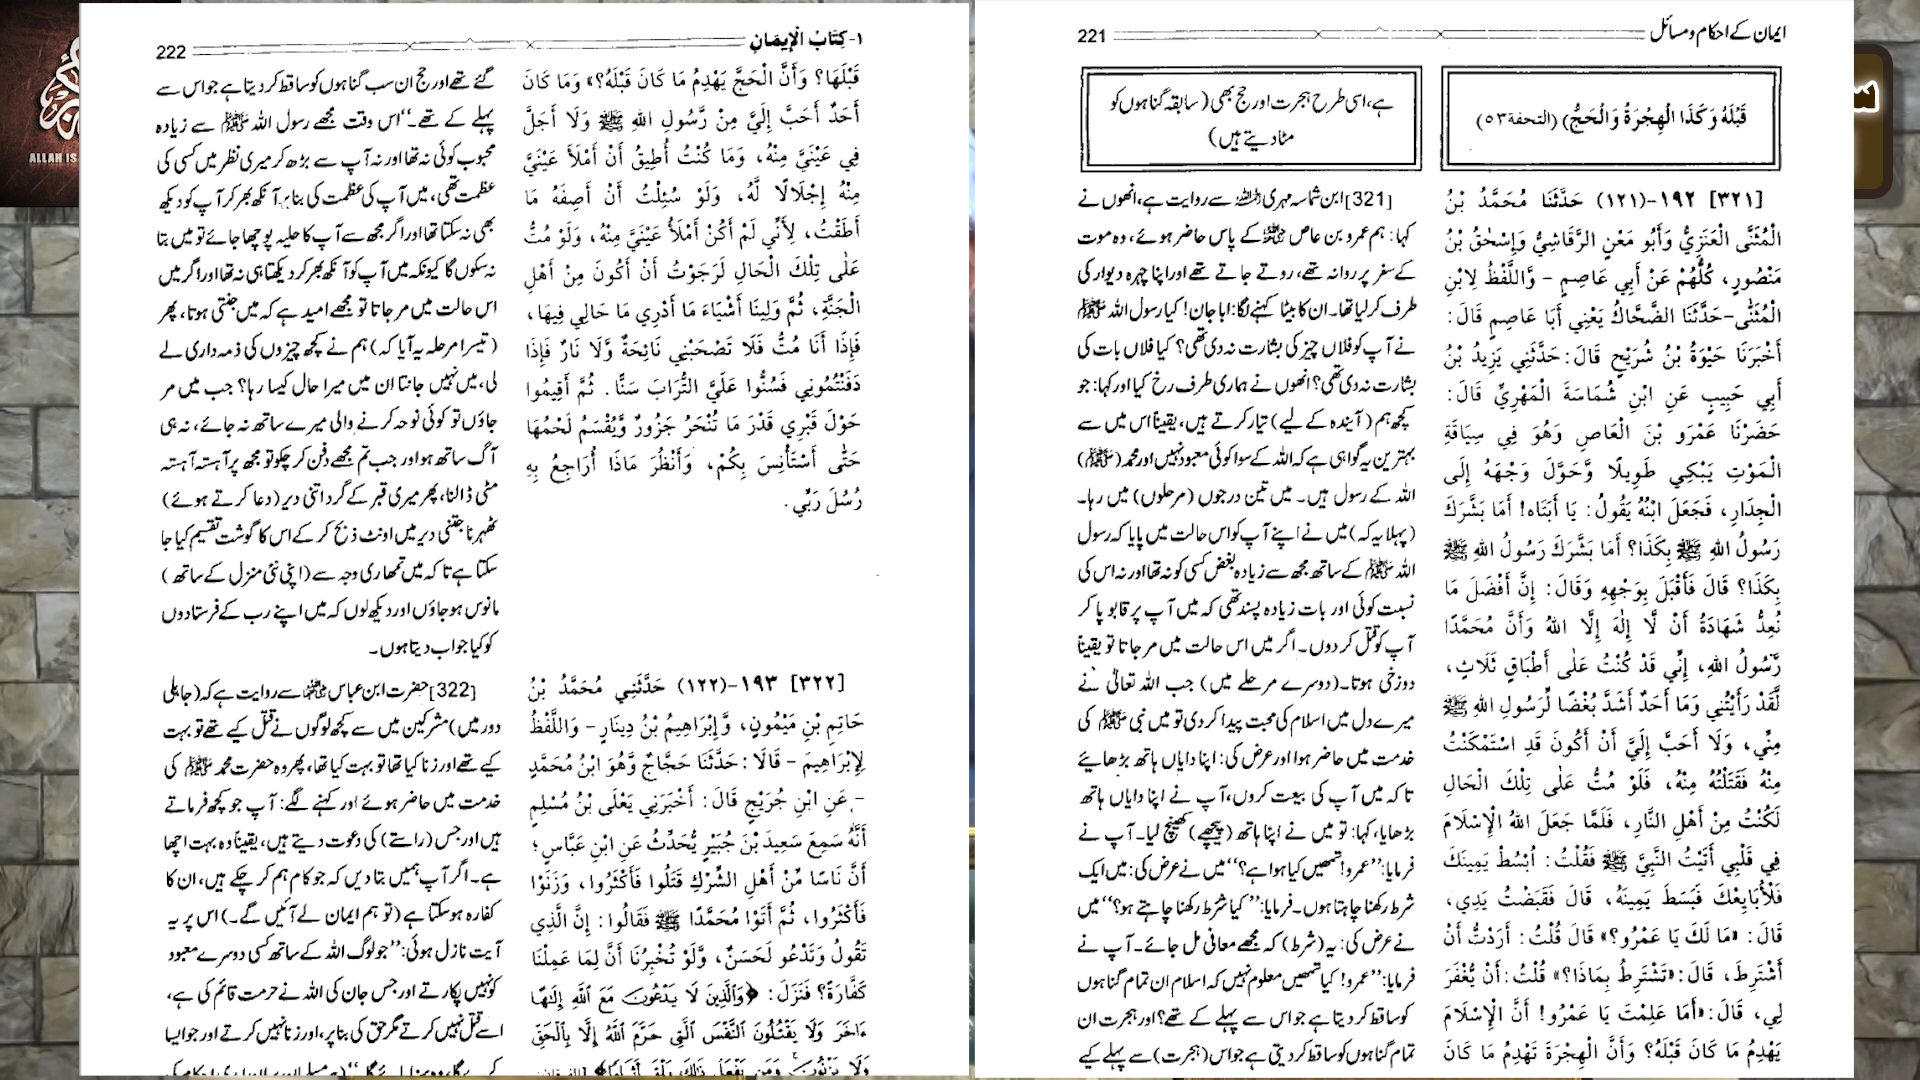 ایمان کے احکام ومسائل 221
قَبْلَهُ وَكَذَا الْهِجْرَةُ وَالْحَجُّ) (التحفة ٥٣)
ہے، اسی طرح ہجرت اور حج بھی (سابقہ گناہوں کو
مٹا دیتے ہیں)
[٣٢١] ١٩٢-(١٢١) حَدَّثَنَا مُحَمَّدُ بْنُ
الْمُثَنَّى الْعَنَزِيُّ وَأَبُو مَعْنٍ الرَّقَاشِيُّ وَإِسْحٰقُ بْنُ
مَنْصُورٍ، كُلُّهُمْ عَنْ أَبِي عَاصِمٍ - وَّاللَّفْظُ لِابْنِ
الْمُثَنّٰى-حَدَّثَنَا الضَّحَّاكُ يَعْنِي أَبَا عَاصِمٍ قَالَ:
أَخْبَرَنَا حَيْوَةُ بْنُ شُرَيْحٍ قَالَ: حَدَّثَنِي يَزِيدُ بْنُ
أَبِي حَبِيبٍ عَنِ ابْنِ شُمَاسَةَ الْمَهْرِيِّ قَالَ:
حَضَرْنَا عَمْرَو بْنَ الْعَاصِ وَهُوَ فِي سِيَاقَةِ
الْمَوْتِ يَبْكِي طَوِيلًا وَّحَوَّلَ وَجْهَهُ إِلَى
الْجِدَارِ، فَجَعَلَ ابْنُهُ يَقُولُ: يَا أَبَتَاه! أَمَا بَشَّرَكَ
رَسُولُ اللهِ ﷺ بِكَذَا؟ أَمَا بَشَّرَكَ رَسُولُ اللهِ ﷺ
بِكَذَا؟ قَالَ فَأَقْبَلَ بِوَجْهِهِ وَقَالَ: إِنَّ أَفْضَلَ مَا
نُعِدُّ شَهَادَةُ أَنْ لَّا إِلٰهَ إِلَّا اللهُ وَأَنَّ مُحَمَّدًا
رَّسُولُ اللهِ، إِنِّي قَدْ كُنْتُ عَلٰى أَطْبَاقٍ ثَلَاثٍ،
لَّقَدْ رَأَيْتُنِي وَمَا أَحَدٌ أَشَدَّ بُغْضًا لِّرَسُولِ اللهِ ﷺ
مِنِّي، وَلَا أَحَبَّ إِلَيَّ أَنْ أَكُونَ قَدِ اسْتَمْكَنْتُ
مِنْهُ فَقَتَلْتُهُ مِنْهُ، فَلَوْ مُتُّ عَلٰى تِلْكَ الْحَالِ
لَكُنْتُ مِنْ أَهْلِ النَّارِ، فَلَمَّا جَعَلَ اللهُ الْإِسْلَامَ
فِي قَلْبِي أَتَيْتُ النَّبِيَّ ﷺ فَقُلْتُ: ابْسُطْ يَمِينَكَ
فَلْأُبَايِعْكَ فَبَسَطَ يَمِينَهُ، قَالَ فَقَبَضْتُ يَدِي،
قَالَ: «مَا لَكَ يَا عَمْرُو؟» قَالَ قُلْتُ: أَرَدْتُّ أَنْ
أَشْتَرِطَ، قَالَ: «تَشْتَرِطُ بِمَاذَا؟» قُلْتُ: أَنْ يُّغْفَرَ
لِي، قَالَ: «أَمَا عَلِمْتَ يَا عَمْرُو! أَنَّ الْإِسْلَامَ
يَهْدِمُ مَا كَانَ قَبْلَهُ؟ وَأَنَّ الْهِجْرَةَ تَهْدِمُ مَا كَانَ
[321] ابن شماسہ مہری رحمۃ اللہ علیہ سے روایت ہے، انھوں نے
کہا: ہم عمرو بن عاص رضی اللہ عنہ کے پاس حاضر ہوئے، وہ موت
کے سفر پر روانہ تھے، روتے جاتے تھے اور اپنا چہرہ دیوار کی
طرف کرلیا تھا۔ ان کا بیٹا کہنے لگا: ابا جان! کیا رسول اللہ ﷺ
نے آپ کو فلاں چیز کی بشارت نہ دی تھی؟ کیا فلاں بات کی
بشارت نہ دی تھی؟ انھوں نے ہماری طرف رخ کیا اور کہا: جو
کچھ ہم (آیندہ کے لیے) تیار کرتے ہیں، یقیناً اس میں سے
بہترین یہ گواہی ہے کہ اللہ کے سوا کوئی معبود نہیں اور محمد (ﷺ)
اللہ کے رسول ہیں۔ میں تین درجوں (مرحلوں) میں رہا۔
(پہلا یہ کہ) میں نے اپنے آپ کو اس حالت میں پایا کہ رسول
اللہ ﷺ کے ساتھ مجھ سے زیادہ بغض کسی کو نہ تھا اور نہ اس کی
نسبت کوئی اور بات زیادہ پسند تھی کہ میں آپ پر قابو پا کر
آپ کو قتل کردوں۔ اگر میں اس حالت میں مرجاتا تو یقیناً
دوزخی ہوتا۔ (دوسرے مرحلے میں) جب اللہ تعالیٰ نے
میرے دل میں اسلام کی محبت پیدا کردی تو میں نبی ﷺ کی
خدمت میں حاضر ہوا اور عرض کی: اپنا دایاں ہاتھ بڑھایئے
تاکہ میں آپ کی بیعت کروں، آپ نے اپنا دایاں ہاتھ
بڑھایا، کہا: تو میں نے اپنا ہاتھ (پیچھے) کھینچ لیا۔ آپ نے
فرمایا: ’’عمرو! تمھیں کیا ہوا ہے؟‘‘ میں نے عرض کی: میں ایک
شرط رکھنا چاہتا ہوں۔ فرمایا: ’’کیا شرط رکھنا چاہتے ہو؟‘‘ میں
نے عرض کی: یہ (شرط) کہ مجھے معافی مل جائے۔ آپ نے
فرمایا: ’’عمرو! کیا تمھیں معلوم نہیں کہ اسلام ان تمام گناہوں
کو ساقط کردیتا ہے جو اس سے پہلے کے تھے؟ اور ہجرت ان
تمام گناہوں کو ساقط کردیتی ہے جو اس (ہجرت) سے پہلے کیے
١- كِتَابُ الْإِيمَانِ 222
قَبْلَهَا؟ وَأَنَّ الْحَجَّ يَهْدِمُ مَا كَانَ قَبْلَهُ؟» وَمَا كَانَ
أَحَدٌ أَحَبَّ إِلَيَّ مِنْ رَّسُولِ اللهِ ﷺ وَلَا أَجَلَّ
فِي عَيْنَيَّ مِنْهُ، وَمَا كُنْتُ أُطِيقُ أَنْ أَمْلَأَ عَيْنَيَّ
مِنْهُ إِجْلَالًا لَّهُ، وَلَوْ سُئِلْتُ أَنْ أَصِفَهُ مَا
أَطَقْتُ، لِأَنِّي لَمْ أَكُنْ أَمْلَأُ عَيْنَيَّ مِنْهُ، وَلَوْ مُتُّ
عَلٰى تِلْكَ الْحَالِ لَرَجَوْتُ أَنْ أَكُونَ مِنْ أَهْلِ
الْجَنَّةِ، ثُمَّ وَلِينَا أَشْيَاءَ مَا أَدْرِي مَا حَالِي فِيهَا،
فَإِذَا أَنَا مُتُّ فَلَا تَصْحَبْنِي نَائِحَةٌ وَّلَا نَارٌ فَإِذَا
دَفَنْتُمُونِي فَسُنُّوا عَلَيَّ التُّرَابَ سَنًّا. ثُمَّ أَقِيمُوا
حَوْلَ قَبْرِي قَدْرَ مَا تُنْحَرُ جَزُورٌ وَّيُقْسَمُ لَحْمُهَا
حَتّٰى أَسْتَأْنِسَ بِكُمْ، وَأَنْظُرَ مَاذَا أُرَاجِعُ بِهِ
رُسُلَ رَبِّي.
گئے تھے اور حج ان سب گناہوں کو ساقط کردیتا ہے جو اس سے
پہلے کے تھے۔‘‘ اس وقت مجھے رسول اللہ ﷺ سے زیادہ
محبوب کوئی نہ تھا اور نہ آپ سے بڑھ کر میری نظر میں کسی کی
عظمت تھی، میں آپ کی عظمت کی بنا پر آنکھ بھر کر آپ کو دیکھ
بھی نہ سکتا تھا اور اگر مجھ سے آپ کا حلیہ پوچھا جائے تو میں بتا
نہ سکوں گا کیونکہ میں آپ کو آنکھ بھر کر دیکھتا ہی نہ تھا اور اگر میں
اس حالت میں مرجاتا تو مجھے امید ہے کہ میں جنتی ہوتا، پھر
(تیسرا مرحلہ یہ آیا کہ) ہم نے کچھ چیزوں کی ذمہ داری لے
لی، میں نہیں جانتا ان میں میرا حال کیسا رہا؟ جب میں مر
جاؤں تو کوئی نوحہ کرنے والی میرے ساتھ نہ جائے، نہ ہی
آگ ساتھ ہو اور جب تم مجھے دفن کر چکو تو مجھ پر آہستہ آہستہ
مٹی ڈالنا، پھر میری قبر کے گرد اتنی دیر (دعا کرتے ہوئے)
ٹھہرنا جتنی دیر میں اونٹ ذبح کر کے اس کا گوشت تقسیم کیا جا
سکتا ہے تاکہ میں تمھاری وجہ سے (اپنی نئی منزل کے ساتھ)
مانوس ہوجاؤں اور دیکھ لوں کہ میں اپنے رب کے فرستادوں
کو کیا جواب دیتا ہوں۔
[٣٢٢] ١٩٣-(١٢٢) حَدَّثَنِي مُحَمَّدُ بْنُ
حَاتِمِ بْنِ مَيْمُونٍ، وَّإِبْرَاهِيمُ بْنُ دِينَارٍ- وَاللَّفْظُ
لِإِبْرَاهِيمَ - قَالَا: حَدَّثَنَا حَجَّاجٌ وَّهُوَ ابْنُ مُحَمَّدٍ
- عَنِ ابْنِ جُرَيْجٍ قَالَ: أَخْبَرَنِي يَعْلَى بْنُ مُسْلِمٍ
أَنَّهُ سَمِعَ سَعِيدَ بْنَ جُبَيْرٍ يُّحَدِّثُ عَنِ ابْنِ عَبَّاسٍ؛
أَنَّ نَاسًا مِّنْ أَهْلِ الشِّرْكِ قَتَلُوا فَأَكْثَرُوا، وَزَنَوْا
فَأَكْثَرُوا، ثُمَّ أَتَوْا مُحَمَّدًا ﷺ فَقَالُوا: إِنَّ الَّذِي
تَقُولُ وَتَدْعُو لَحَسَنٌ، وَّلَوْ تُخْبِرُنَا أَنَّ لِمَا عَمِلْنَا
كَفَّارَةً؟ فَنَزَلَ: ﴿وَٱلَّذِينَ لَا يَدْعُونَ مَعَ ٱللَّهِ إِلَٰهًا
ءَاخَرَ وَلَا يَقْتُلُونَ ٱلنَّفْسَ ٱلَّتِي حَرَّمَ ٱللَّهُ إِلَّا بِٱلْحَقِّ
وَلَا يَزْنُونَ وَمَن يَفْعَلْ ذَٰلِكَ يَلْقَ أَثَامًا﴾
[322] حضرت ابن عباس رضی اللہ عنہما سے روایت ہے کہ (جاہلی
دور میں) مشرکین میں سے کچھ لوگوں نے قتل کیے تھے تو بہت
کیے تھے اور زنا کیا تھا تو بہت کیا تھا، پھر وہ حضرت محمد ﷺ کی
خدمت میں حاضر ہوئے اور کہنے لگے: آپ جو کچھ فرماتے
ہیں اور جس (راستے) کی دعوت دیتے ہیں، یقیناً وہ بہت اچھا
ہے۔ اگر آپ ہمیں بتا دیں کہ جو کام ہم کر چکے ہیں، ان کا
کفارہ ہوسکتا ہے (تو ہم ایمان لے آئیں گے۔) اس پر یہ
آیت نازل ہوئی: ’’جو لوگ اللہ کے ساتھ کسی دوسرے معبود
کو نہیں پکارتے اور جس جان کی اللہ نے حرمت قائم کی ہے،
اسے قتل نہیں کرتے مگر حق کی بنا پر، اور زنا نہیں کرتے اور جو ایسا
ALLAH IS